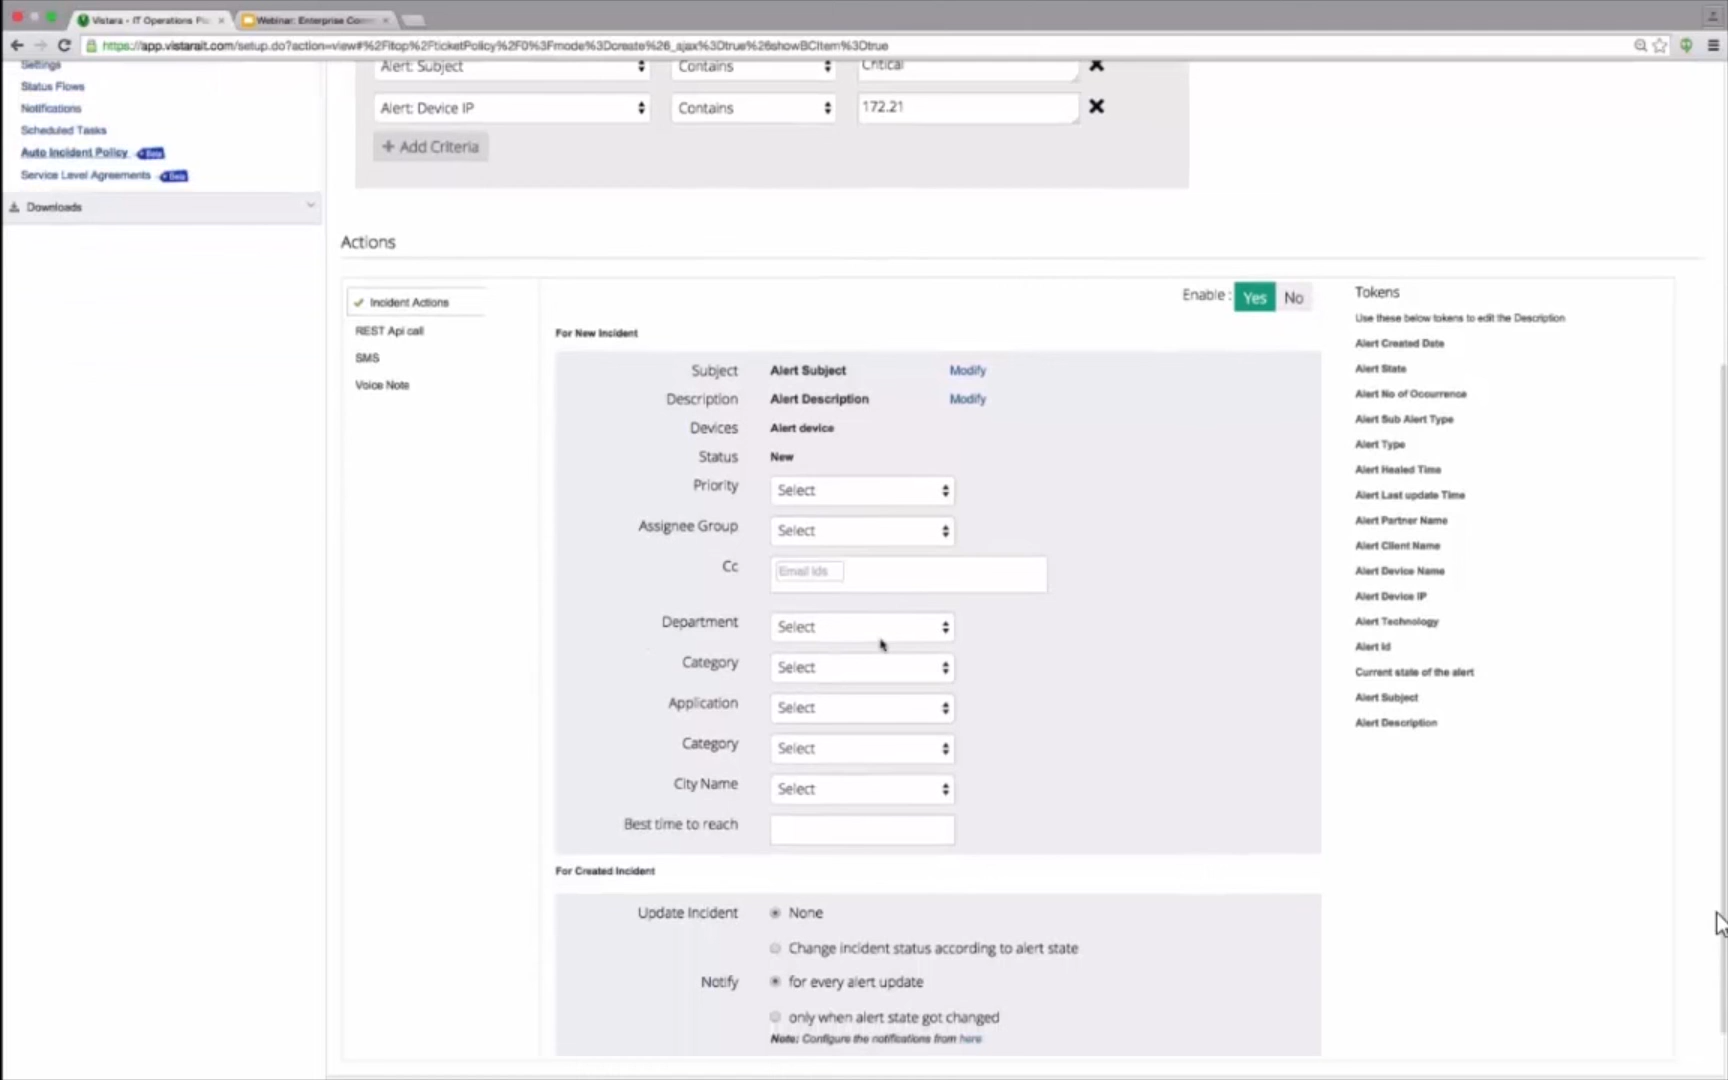 Vistara - IT Operations Pla
Webinar: Enterprise Comm
https://app.vistarait.com/setup.do?action=view#%2Fitop%2FticketPolicy%2F0%3Fmode%3Dcreate%26_ajax%3Dtrue%26showBCItem%3Dtrue
Settings
Status Flows
Notifications
Scheduled Tasks
Auto Incident Policy Beta
Service Level Agreements Beta
Downloads
Alert: Subject Contains Critical
Alert: Device IP Contains 172.21
+ Add Criteria
Actions
Incident Actions
REST Api call
SMS
Voice Note
Enable : Yes No
For New Incident
Subject Alert Subject Modify
Description Alert Description Modify
Devices Alert device
Status New
Priority Select
Assignee Group Select
Cc Email Ids
Department Select
Category Select
Application Select
Category Select
City Name Select
Best time to reach
For Created Incident
Update Incident None
Change incident status according to alert state
Notify for every alert update
only when alert state got changed
Note: Configure the notifications from here
Tokens
Use these below tokens to edit the Description
Alert Created Date
Alert State
Alert No of Occurrence
Alert Sub Alert Type
Alert Type
Alert Healed Time
Alert Last update Time
Alert Partner Name
Alert Client Name
Alert Device Name
Alert Device IP
Alert Technology
Alert Id
Current state of the alert
Alert Subject
Alert Description